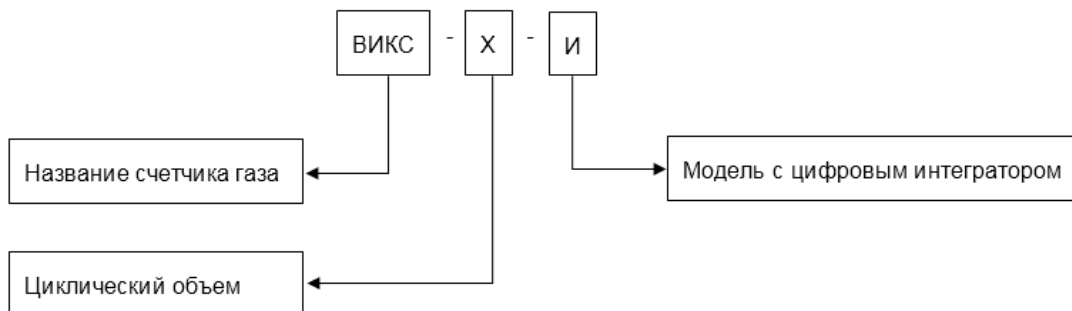 ВИКС - Х - И
Название счетчика газа
Модель с цифровым интегратором
Циклический объем